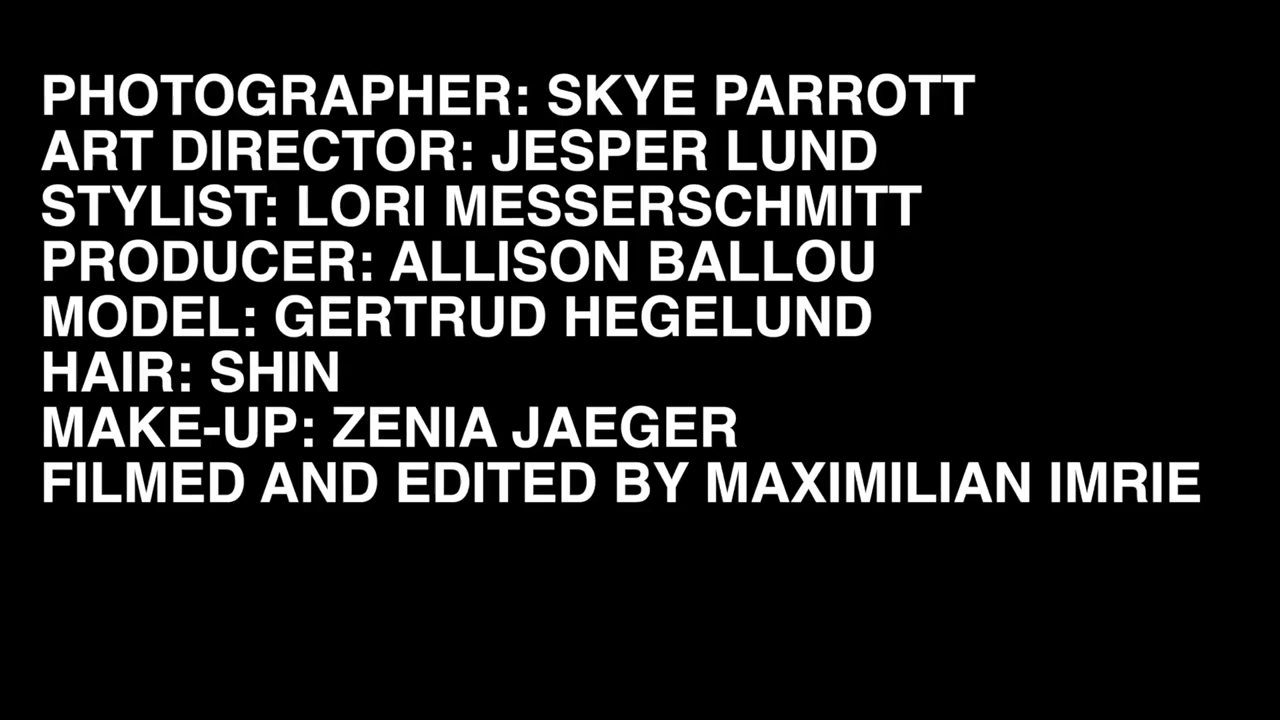 PHOTOGRAPHER: SKYE PARROTT
ART DIRECTOR: JESPER LUND
STYLIST: LORI MESSERSCHMITT
PRODUCER: ALLISON BALLOU
MODEL: GERTRUD HEGELUND
HAIR: SHIN
MAKE-UP: ZENIA JAEGER
FILMED AND EDITED BY MAXIMILIAN IMRIE